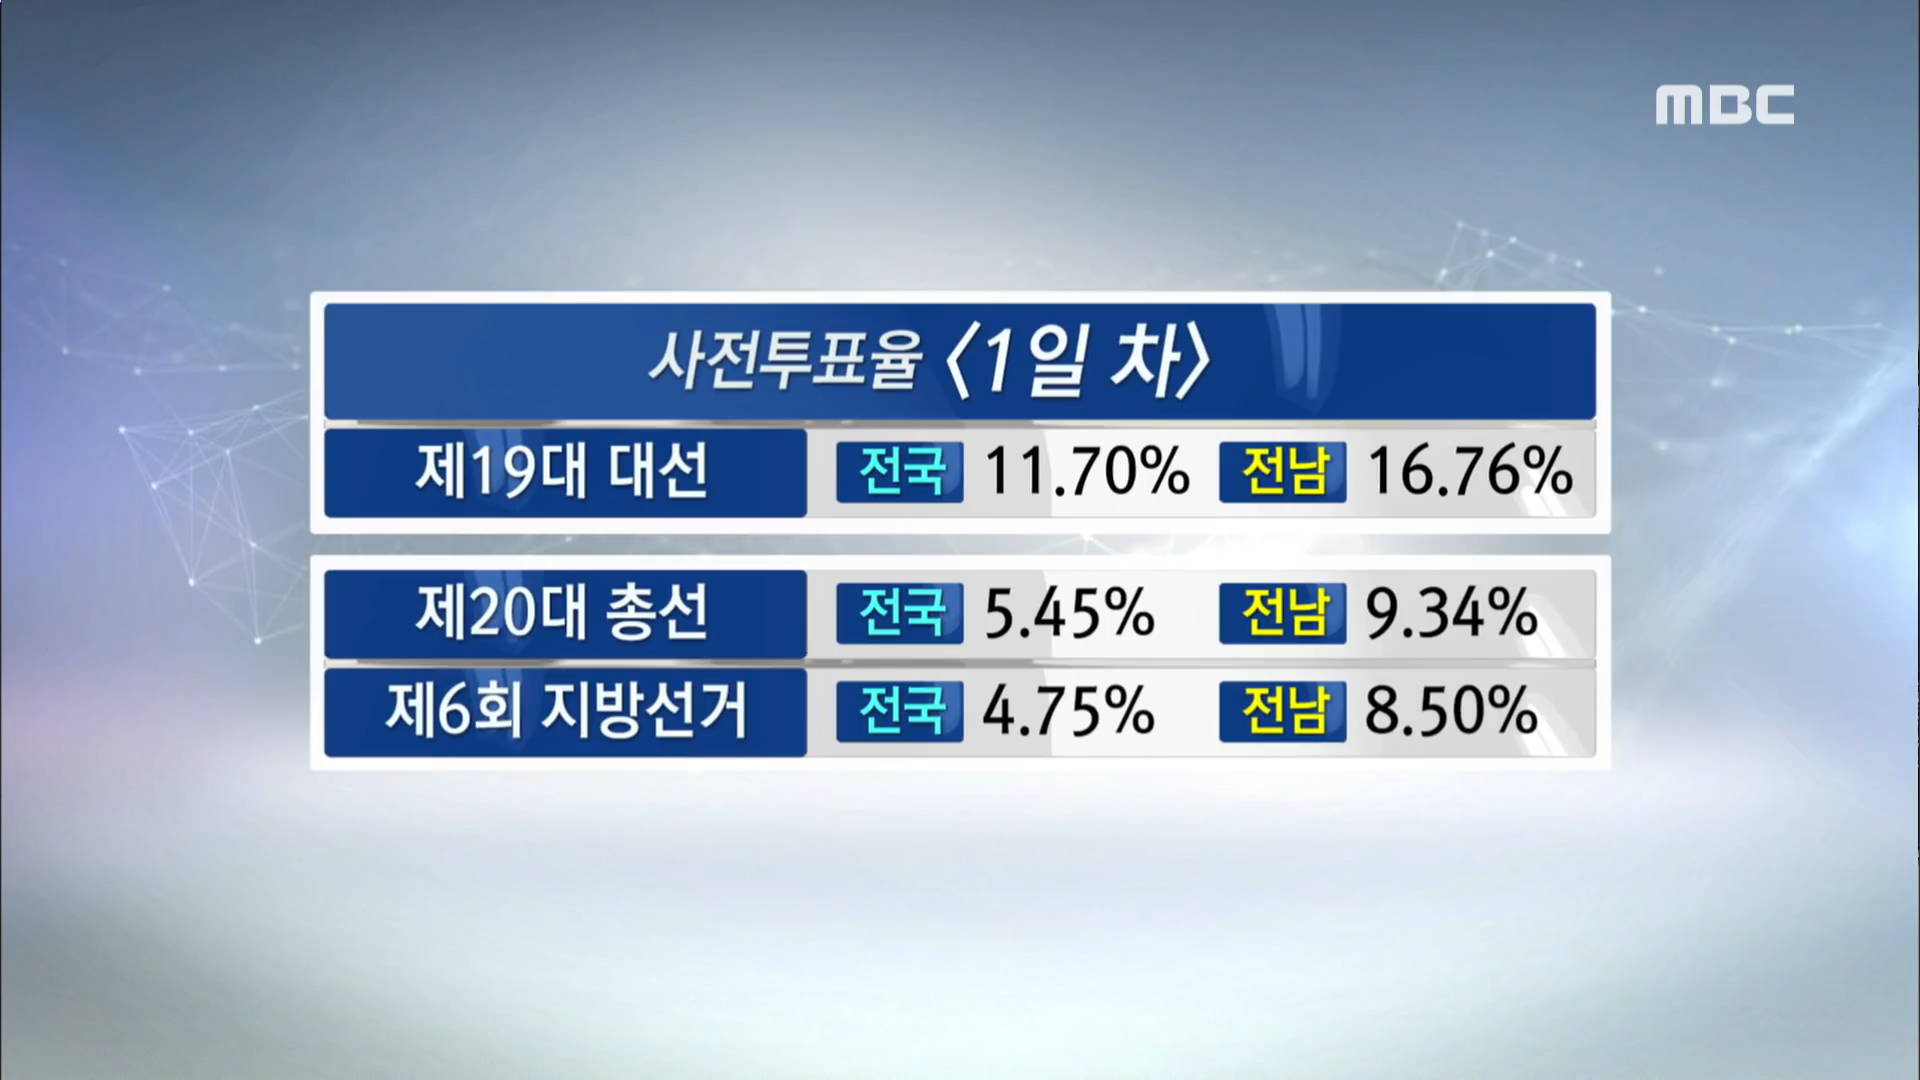 MBC
사전투표율 〈1일 차〉
제19대 대선 전국 11.70% 전남 16.76%
제20대 총선 전국 5.45% 전남 9.34%
제6회 지방선거 전국 4.75% 전남 8.50%